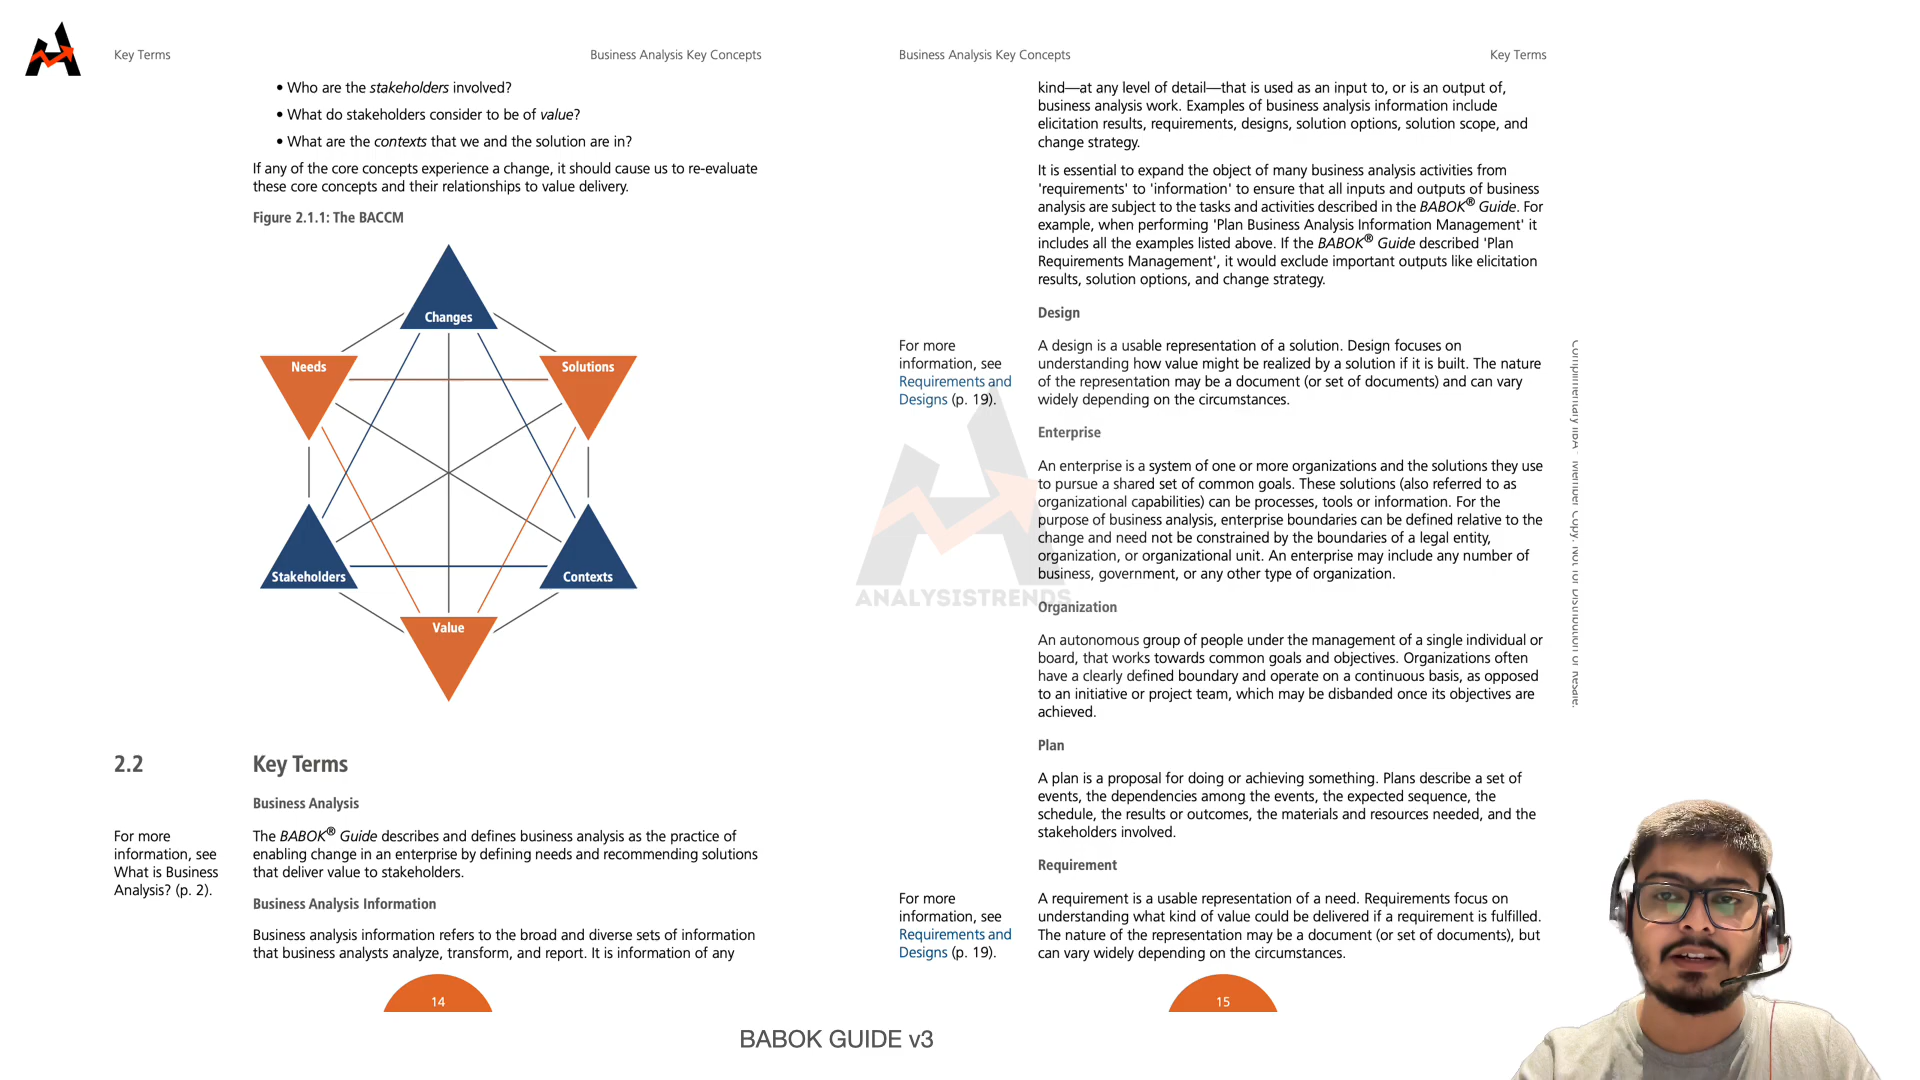 Key Terms
Business Analysis Key Concepts
• Who are the stakeholders involved?
• What do stakeholders consider to be of value?
• What are the contexts that we and the solution are in?
If any of the core concepts experience a change, it should cause us to re-evaluate
these core concepts and their relationships to value delivery.
Figure 2.1.1: The BACCM
Changes
Needs
Solutions
Stakeholders
Contexts
Value
2.2
Key Terms
Business Analysis
For more
information, see
What is Business
Analysis? (p. 2).
The BABOK® Guide describes and defines business analysis as the practice of
enabling change in an enterprise by defining needs and recommending solutions
that deliver value to stakeholders.
Business Analysis Information
Business analysis information refers to the broad and diverse sets of information
that business analysts analyze, transform, and report. It is information of any
14
Business Analysis Key Concepts
Key Terms
kind—at any level of detail—that is used as an input to, or is an output of,
business analysis work. Examples of business analysis information include
elicitation results, requirements, designs, solution options, solution scope, and
change strategy.
It is essential to expand the object of many business analysis activities from
'requirements' to 'information' to ensure that all inputs and outputs of business
analysis are subject to the tasks and activities described in the BABOK® Guide. For
example, when performing 'Plan Business Analysis Information Management' it
includes all the examples listed above. If the BABOK® Guide described 'Plan
Requirements Management', it would exclude important outputs like elicitation
results, solution options, and change strategy.
Design
For more
information, see
Requirements and
Designs (p. 19).
A design is a usable representation of a solution. Design focuses on
understanding how value might be realized by a solution if it is built. The nature
of the representation may be a document (or set of documents) and can vary
widely depending on the circumstances.
Enterprise
An enterprise is a system of one or more organizations and the solutions they use
to pursue a shared set of common goals. These solutions (also referred to as
organizational capabilities) can be processes, tools or information. For the
purpose of business analysis, enterprise boundaries can be defined relative to the
change and need not be constrained by the boundaries of a legal entity,
organization, or organizational unit. An enterprise may include any number of
business, government, or any other type of organization.
ANALYSISTRENDS
Organization
An autonomous group of people under the management of a single individual or
board, that works towards common goals and objectives. Organizations often
have a clearly defined boundary and operate on a continuous basis, as opposed
to an initiative or project team, which may be disbanded once its objectives are
achieved.
Plan
A plan is a proposal for doing or achieving something. Plans describe a set of
events, the dependencies among the events, the expected sequence, the
schedule, the results or outcomes, the materials and resources needed, and the
stakeholders involved.
Requirement
For more
information, see
Requirements and
Designs (p. 19).
A requirement is a usable representation of a need. Requirements focus on
understanding what kind of value could be delivered if a requirement is fulfilled.
The nature of the representation may be a document (or set of documents), but
can vary widely depending on the circumstances.
15
BABOK GUIDE v3